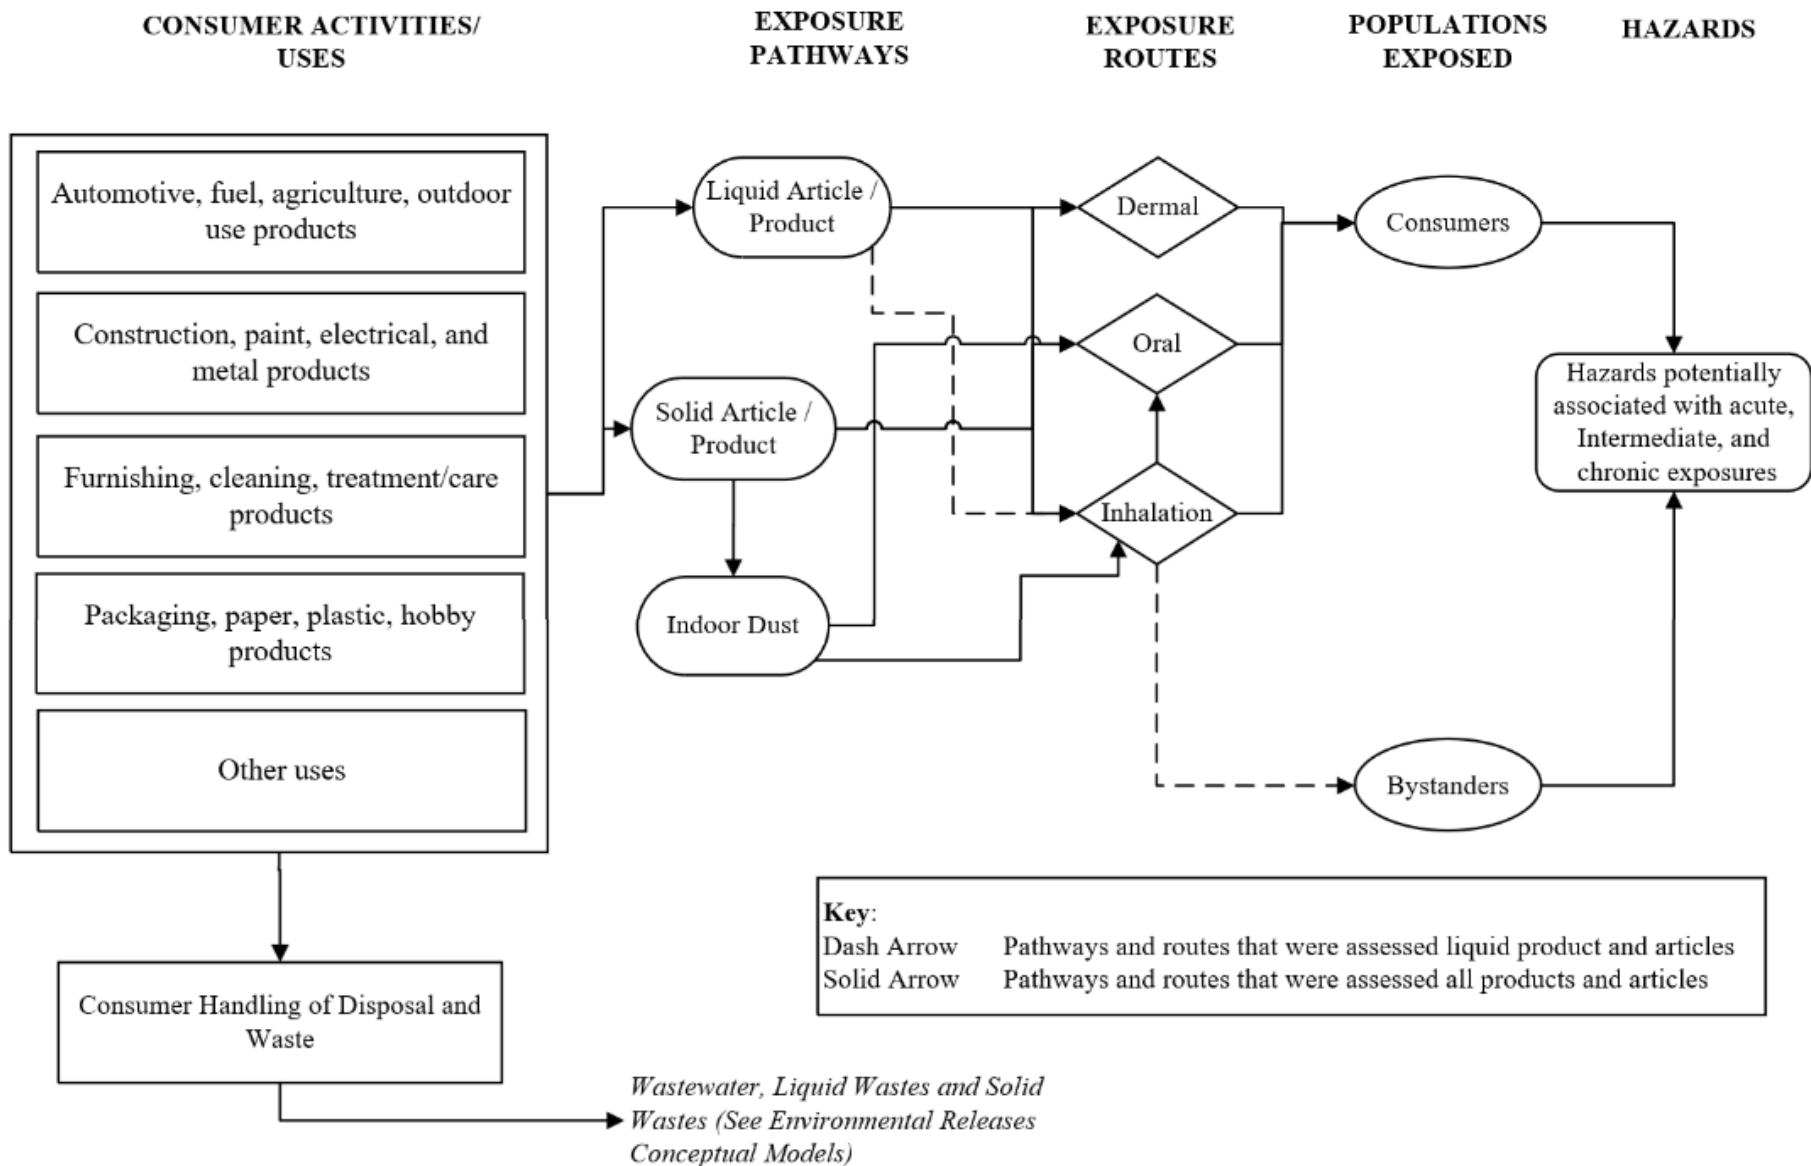 CONSUMER ACTIVITIES/
USES
EXPOSURE
PATHWAYS
EXPOSURE
ROUTES
POPULATIONS
EXPOSED
HAZARDS
Automotive, fuel, agriculture, outdoor
use products
Construction, paint, electrical, and
metal products
Furnishing, cleaning, treatment/care
products
Packaging, paper, plastic, hobby
products
Other uses
Consumer Handling of Disposal and
Waste
Wastewater, Liquid Wastes and Solid
Wastes (See Environmental Releases
Conceptual Models)
Liquid Article /
Product
Solid Article /
Product
Indoor Dust
Dermal
Oral
Inhalation
Consumers
Bystanders
Hazards potentially
associated with acute,
Intermediate, and
chronic exposures
Key:
Dash Arrow Pathways and routes that were assessed liquid product and articles
Solid Arrow Pathways and routes that were assessed all products and articles